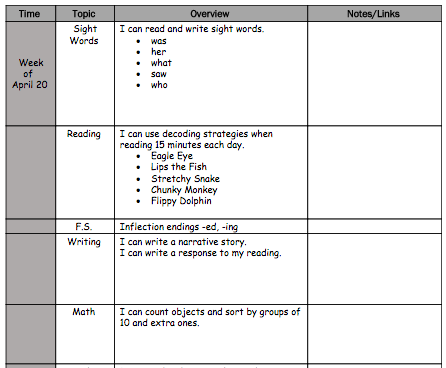 Time Topic Overview Notes/Links
Week
of
April 20
Sight
Words
I can read and write sight words.
• was
• her
• what
• saw
• who
Reading
I can use decoding strategies when
reading 15 minutes each day.
• Eagle Eye
• Lips the Fish
• Stretchy Snake
• Chunky Monkey
• Flippy Dolphin
F.S.
Inflection endings -ed, -ing
Writing
I can write a narrative story.
I can write a response to my reading.
Math
I can count objects and sort by groups of
10 and extra ones.